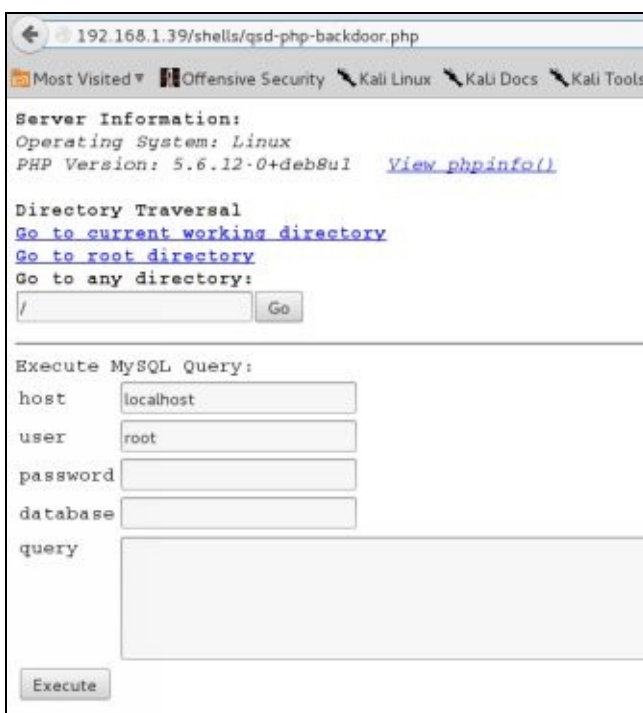 192.168.1.39/shells/qsd-php-backdoor.php
Most Visited Offensive Security Kali Linux Kali Docs Kali Tools
Server Information:
Operating System: Linux
PHP Version: 5.6.12-0+deb8u1 View phpinfo()
Directory Traversal
Go to current working directory
Go to root directory
Go to any directory:
/ Go
Execute MySQL Query:
host localhost
user root
password
database
query
Execute